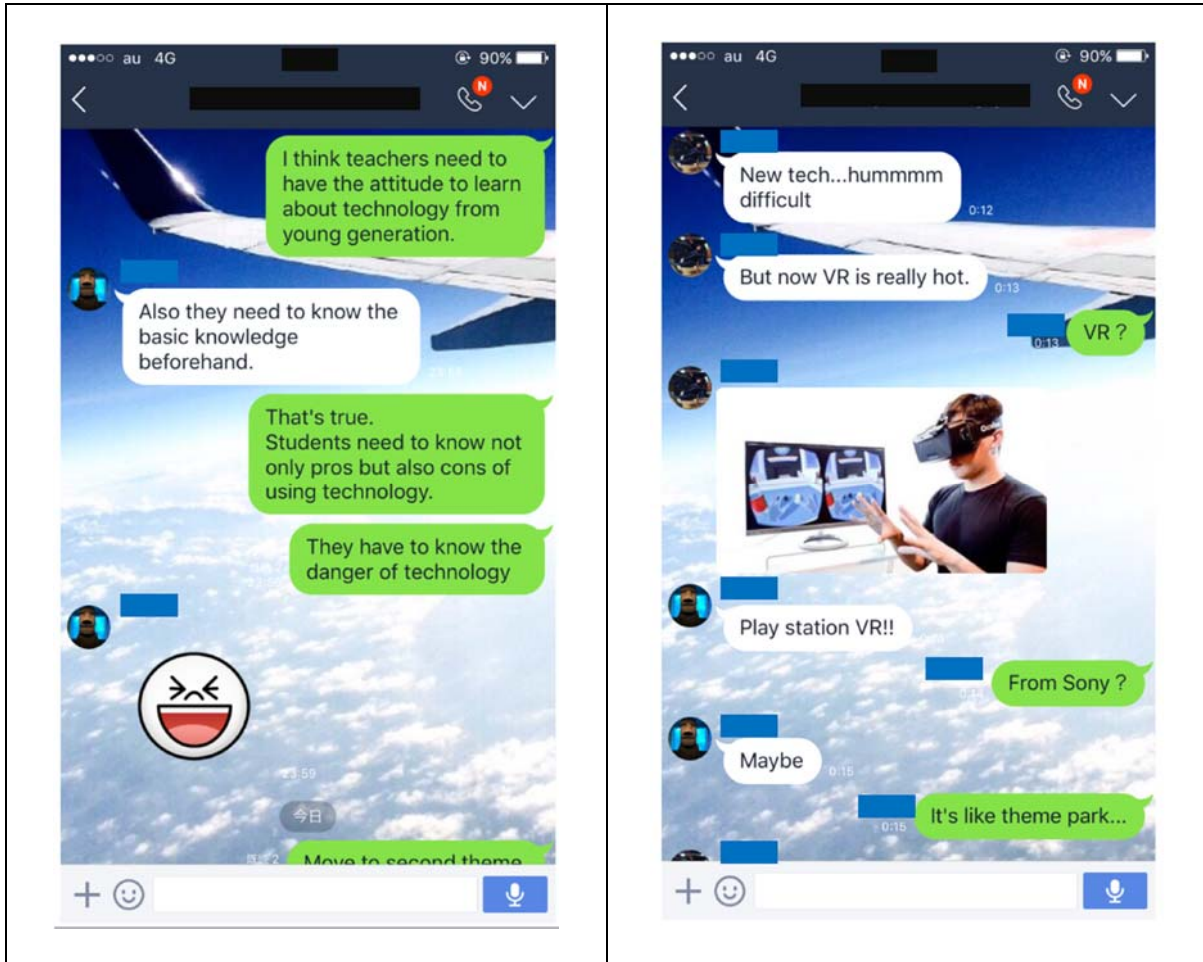 au 4G
90%
N
I think teachers need to
have the attitude to learn
about technology from
young generation.
Also they need to know the
basic knowledge
beforehand.
That's true.
Students need to know not
only pros but also cons of
using technology.
They have to know the
danger of technology
23:59
今日
Move to second theme
au 4G
90%
N
New tech...hummmm
difficult
0:12
But now VR is really hot.
0:13
VR ?
0:13
Play station VR!!
From Sony ?
Maybe
0:15
It's like theme park...
0:15